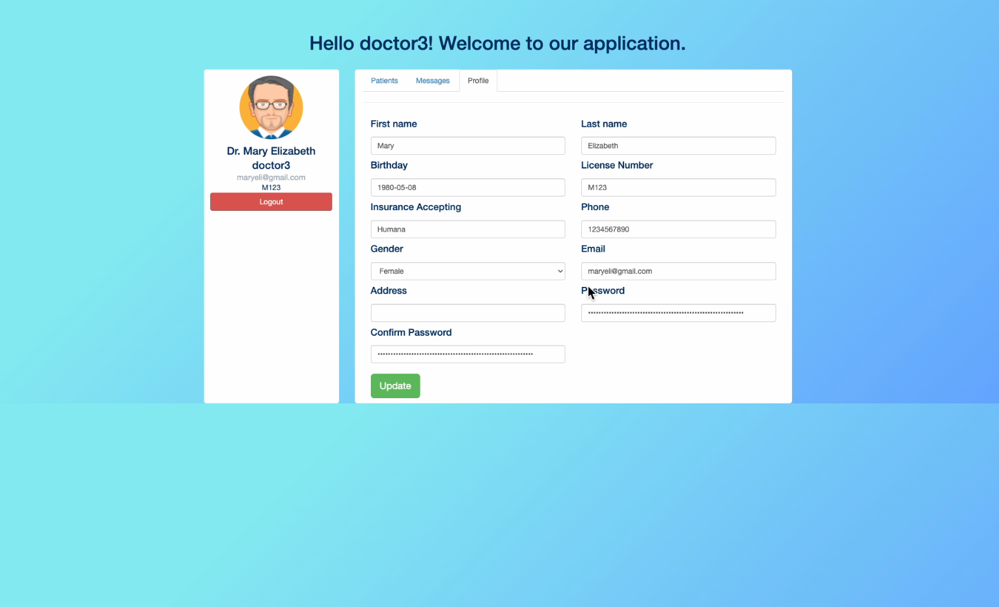 Hello doctor3! Welcome to our application.
Dr. Mary Elizabeth
doctor3
maryeli@gmail.com
M123
Logout
Patients Messages Profile
First name Last name
Mary Elizabeth
Birthday License Number
1980-05-08 M123
Insurance Accepting Phone
Humana 1234567890
Gender Email
Female maryeli@gmail.com
Address Password
Confirm Password
Update